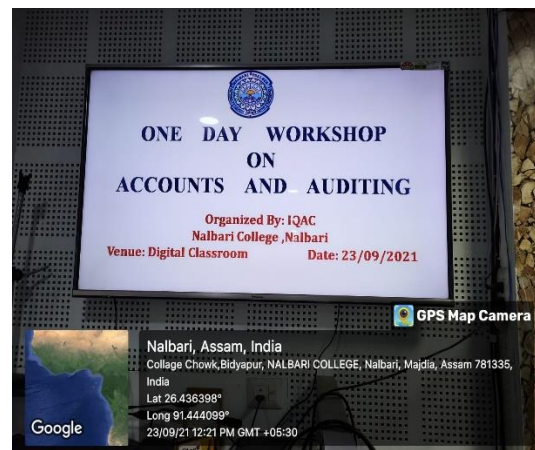 ONE DAY WORKSHOP
ON
ACCOUNTS AND AUDITING
Organized By: IQAC
Nalbari College ,Nalbari
Venue: Digital Classroom Date: 23/09/2021
GPS Map Camera
Nalbari, Assam, India
Collage Chowk,Bidyapur, NALBARI COLLEGE, Nalbari, Majdia, Assam 781335,
India
Lat 26.436398°
Long 91.444099°
23/09/21 12:21 PM GMT +05:30
Google